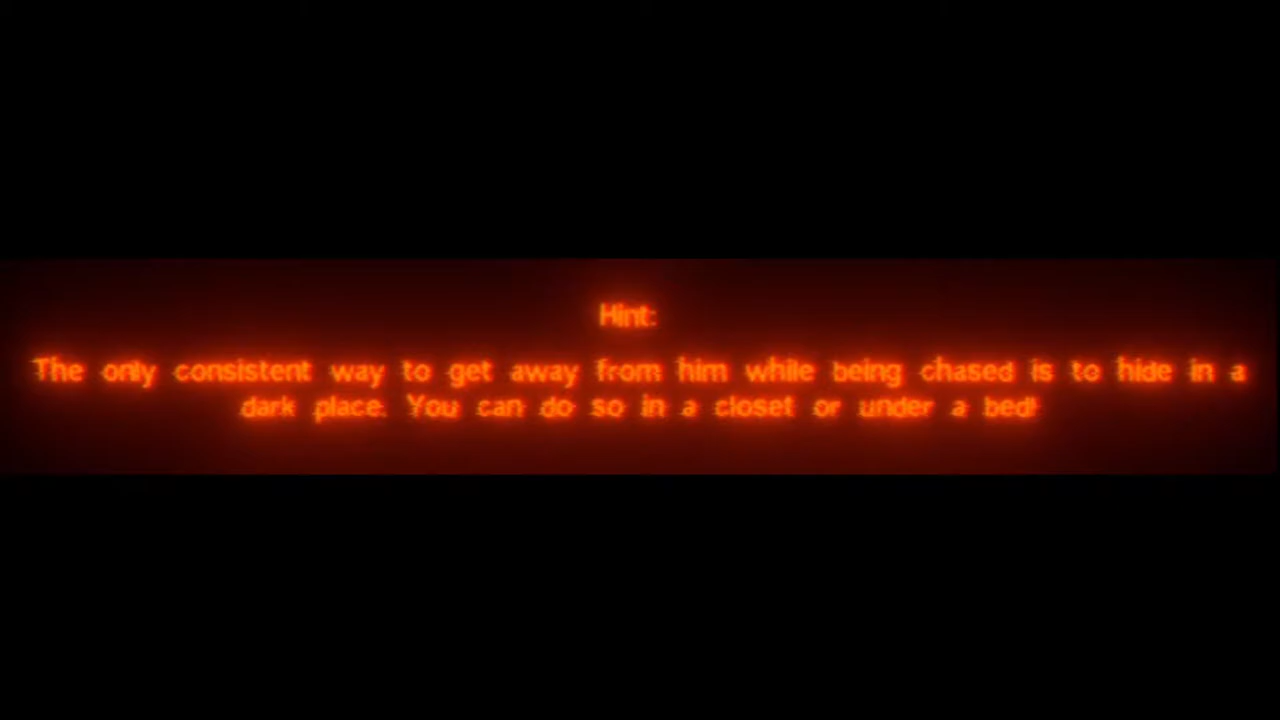 Hint:
The only consistent way to get away from him while being chased is to hide in a
dark place. You can do so in a closet or under a bed!